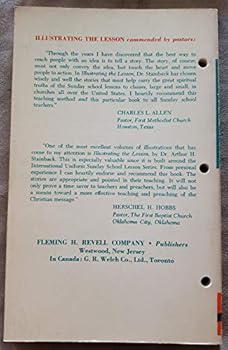 ILLUSTRATING THE LESSON commended by pastors:
"Through the years I have discovered that the best way
to reach people with an idea is to tell a story. The story, of course,
must not only convey the idea, but touch the heart and move
people to action. In Illustrating the Lesson, Dr. Stainback has chosen
wisely and well the stories that must help carry the great spiritual
truths of the Sunday school lessons to classes, large and small, in
churches all over the United States. I heartily recommend this
teaching method and this particular book to all Sunday school
teachers."
CHARLES L. ALLEN
Pastor, First Methodist Church
Houston, Texas
"One of the most excellent volumes of illustrations that has
come to my attention is Illustrating the Lesson, by Dr. Arthur H.
Stainback. This is especially valuable since it is built around the
International Uniform Sunday School Lesson Series. From personal
experience I can heartily endorse and recommend this book. The
stories are appropriate and pointed in their teaching. It will not
only prove a time saver to teachers and preachers, but will also be
a means toward a more effective teaching and preaching of
the Christian message."
HERSCHEL H. HOBBS
Pastor, The First Baptist Church
Oklahoma City, Oklahoma
FLEMING H. REVELL COMPANY • Publishers
Westwood, New Jersey
In Canada: G. R. Welch Co., Ltd., Toronto